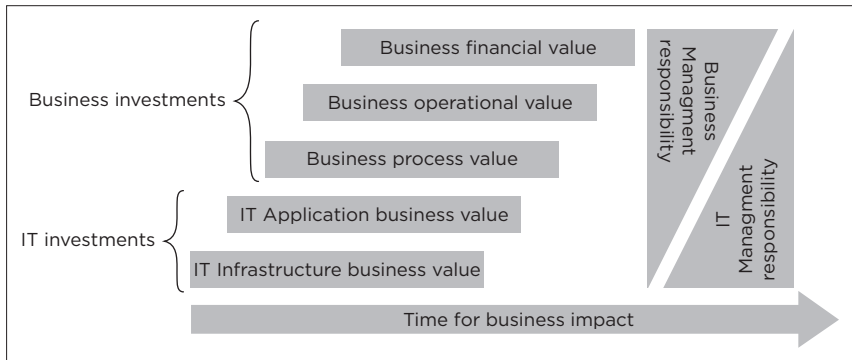 Business financial value
Business investments
Business operational value
Business process value
IT Application business value
IT investments
IT Infrastructure business value
Business
Managment
responsibility
IT
Managment
responsibility
Time for business impact